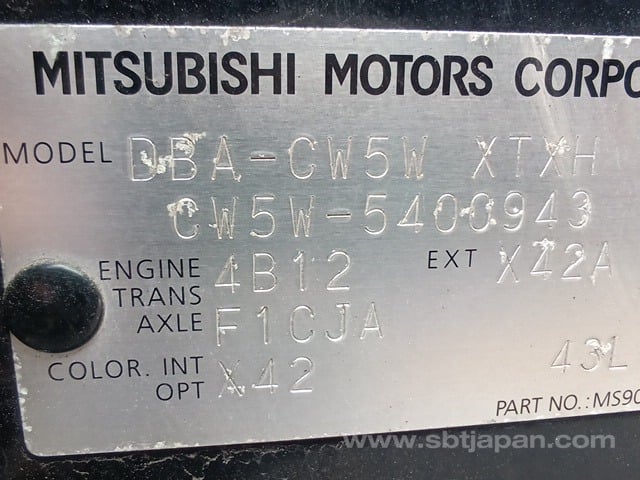 MITSUBISHI MOTORS CORPO
MODEL DBA-CW5W XTXH
CW5W-5400943
ENGINE 4B12 EXT X42A
TRANS
AXLE F1CJA
COLOR. INT
OPT X42 43L
PART NO.:MS90
www.sbtjapan.com